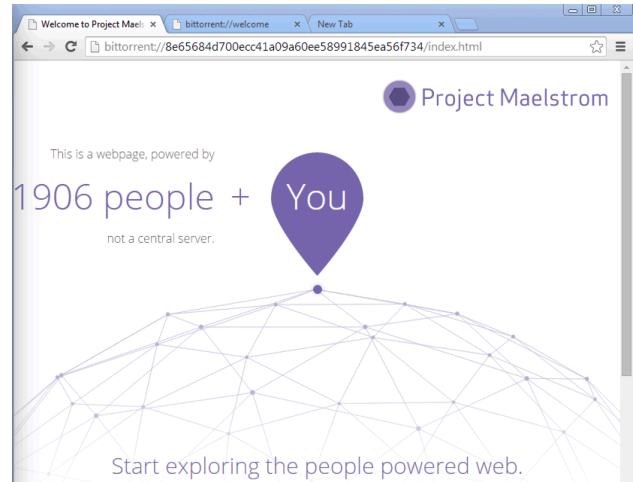 Welcome to Project Maels
bittorrent://welcome
New Tab
bittorrent://8e65684d700ecc41a09a60ee58991845ea56f734/index.html
Project Maelstrom
This is a webpage, powered by
1906 people + You
not a central server.
Start exploring the people powered web.